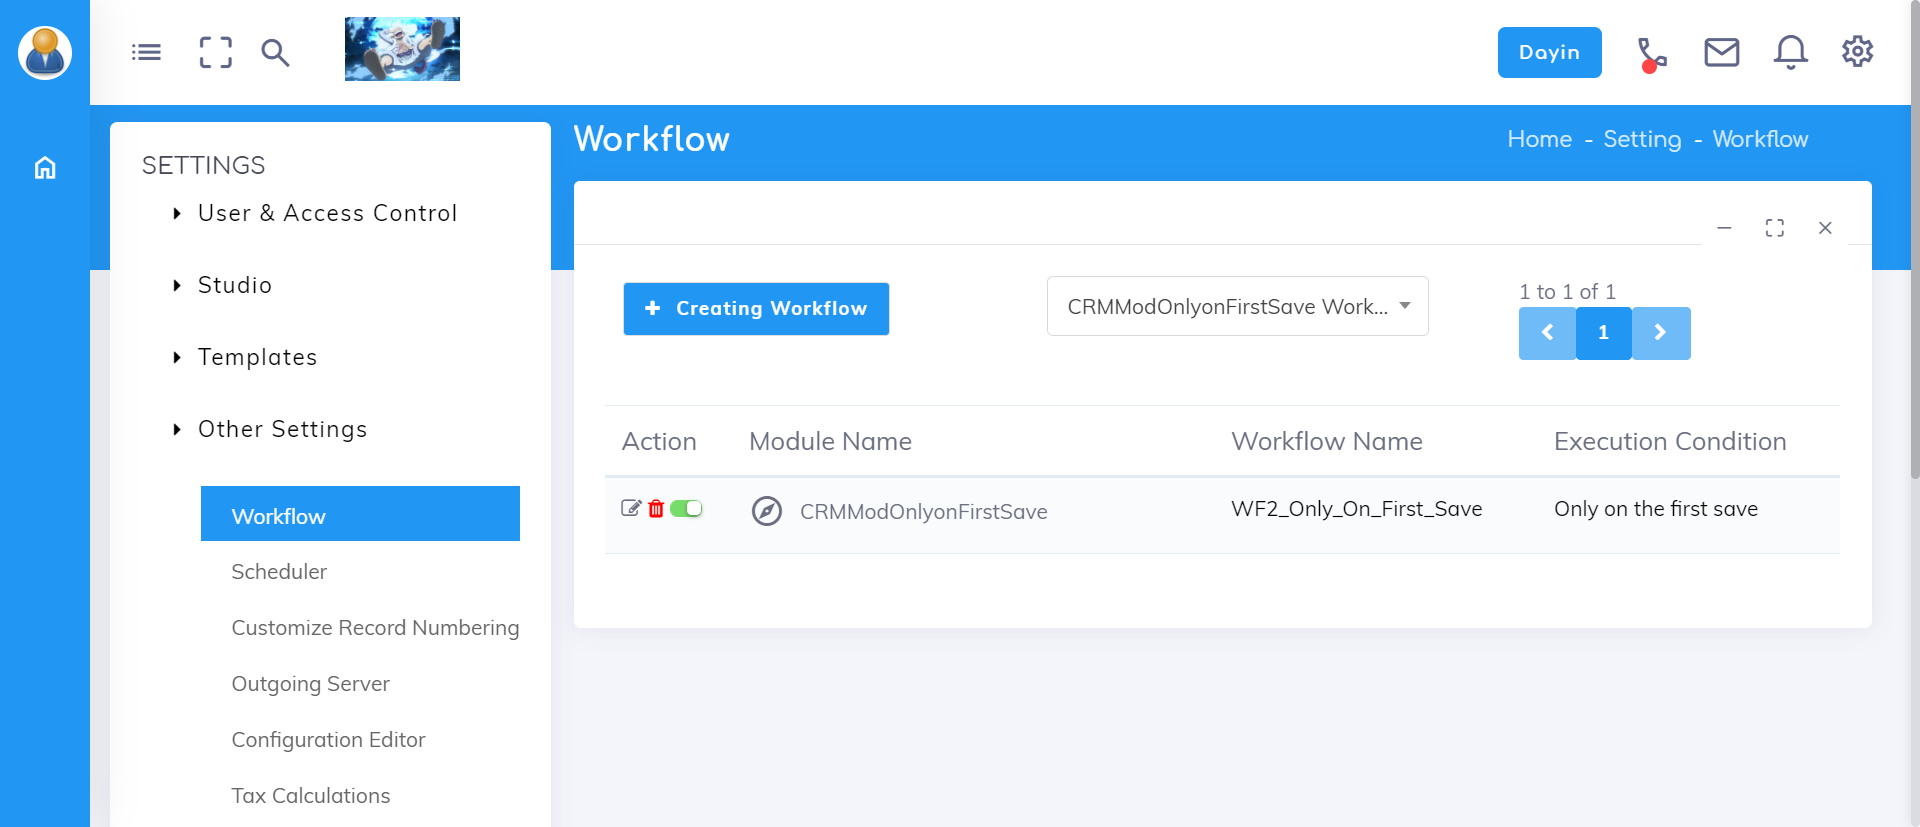 Dayin
SETTINGS
User & Access Control
Studio
Templates
Other Settings
Workflow
Scheduler
Customize Record Numbering
Outgoing Server
Configuration Editor
Tax Calculations
Workflow
Home - Setting - Workflow
Creating Workflow
CRMModOnlyonFirstSave Work...
1 to 1 of 1
1
Action Module Name Workflow Name Execution Condition
CRMModOnlyonFirstSave WF2_Only_On_First_Save Only on the first save